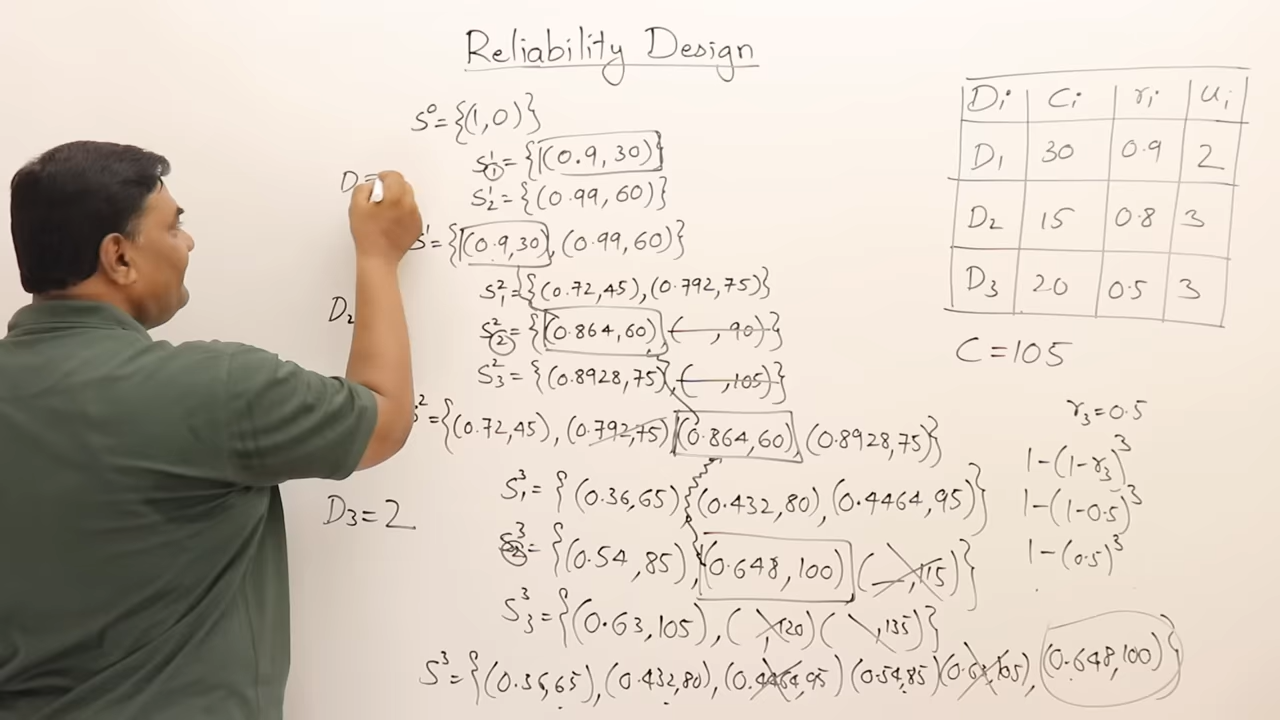 Reliability Design
S⁰={(1,0)}
S¹₁={(0.9,30)}
S¹₂={(0.99,60)}
S¹={(0.9,30),(0.99,60)}
S²₁={(0.72,45),(0.792,75)}
S²₂={(0.864,60),( ,90)}
S²₃={(0.8928,75),( ,105)}
²={(0.72,45),(0.792,75)(0.864,60),(0.8928,75)}
S³₁={(0.36,65),(0.432,80),(0.4464,95)}
S³₂={(0.54,85),(0.648,100)(__,115)}
S³₃={(0.63,105),( ,120)( ,135)}
S³={(0.36,65),(0.432,80),(0.4464,95)(0.54,85)(0.63,105),(0.648,100)}
D=
D₂
D₃=2
Di Ci ri ui
D₁ 30 0.9 2
D₂ 15 0.8 3
D₃ 20 0.5 3
C=105
r₃=0.5
1-(1-r₃)³
1-(1-0.5)³
1-(0.5)³